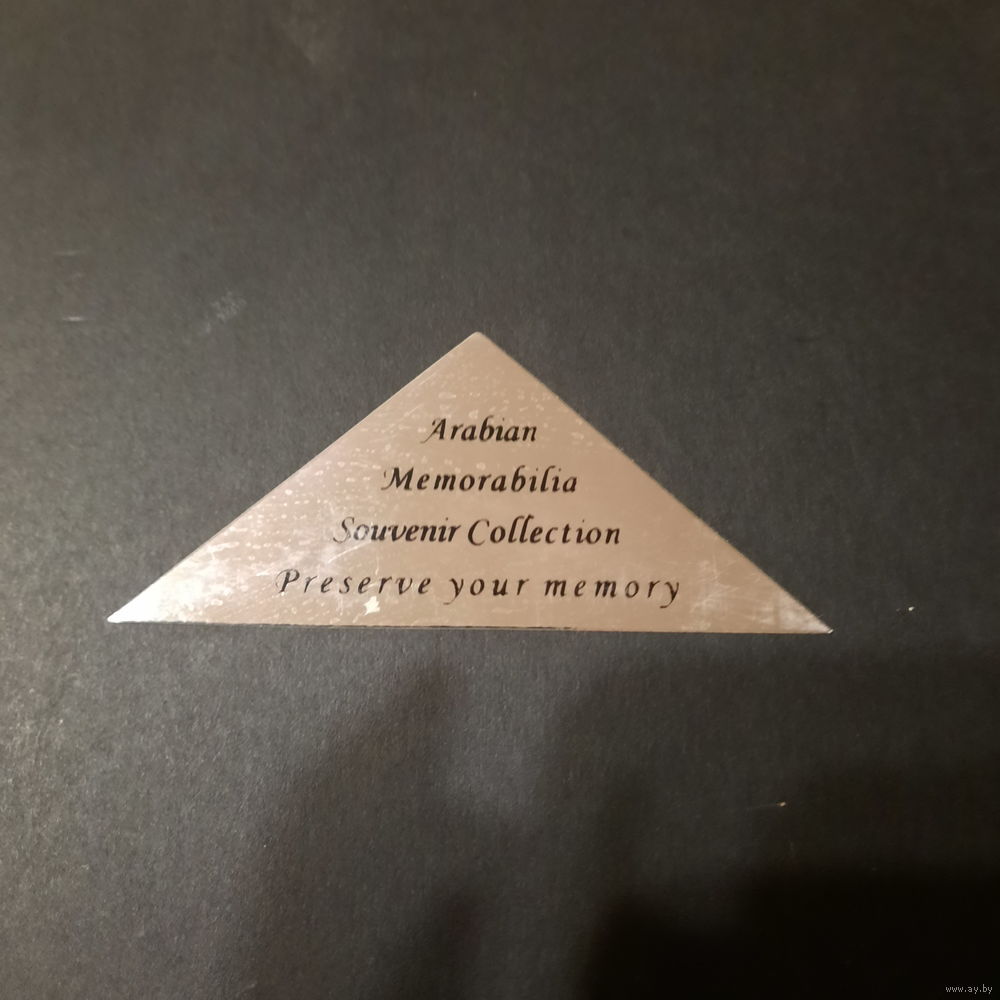 Arabian
Memorabilia
Souvenir Collection
Preserve your memory
www.ay.by